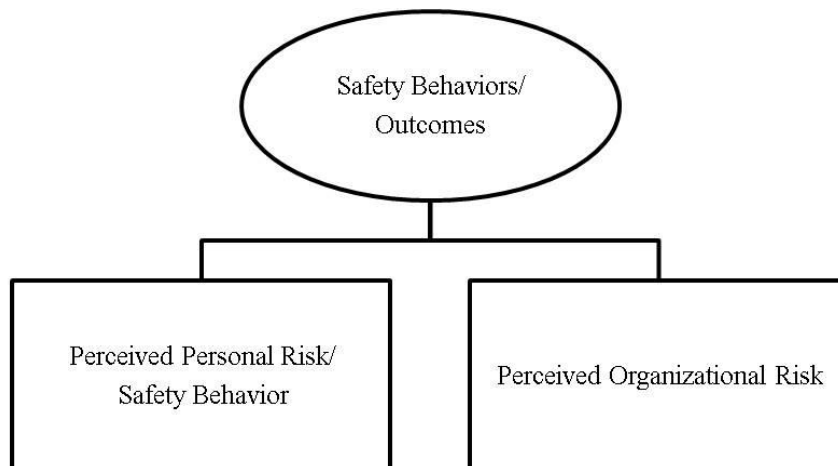 Safety Behaviors/
Outcomes
Perceived Personal Risk/
Safety Behavior
Perceived Organizational Risk